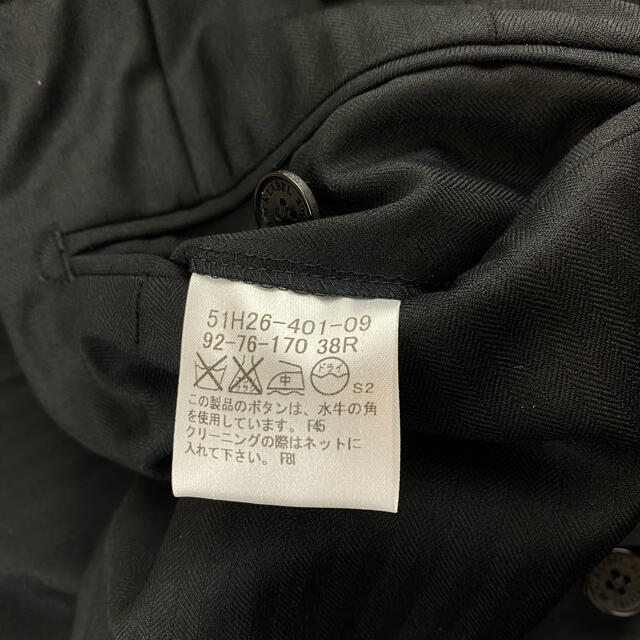 LABEL
51H26-401-09
92-76-170 38R
中 ドライ S2
この製品のボタンは、水牛の角
を使用しています。 F45
クリーニングの際はネットに
入れて下さい。 F81